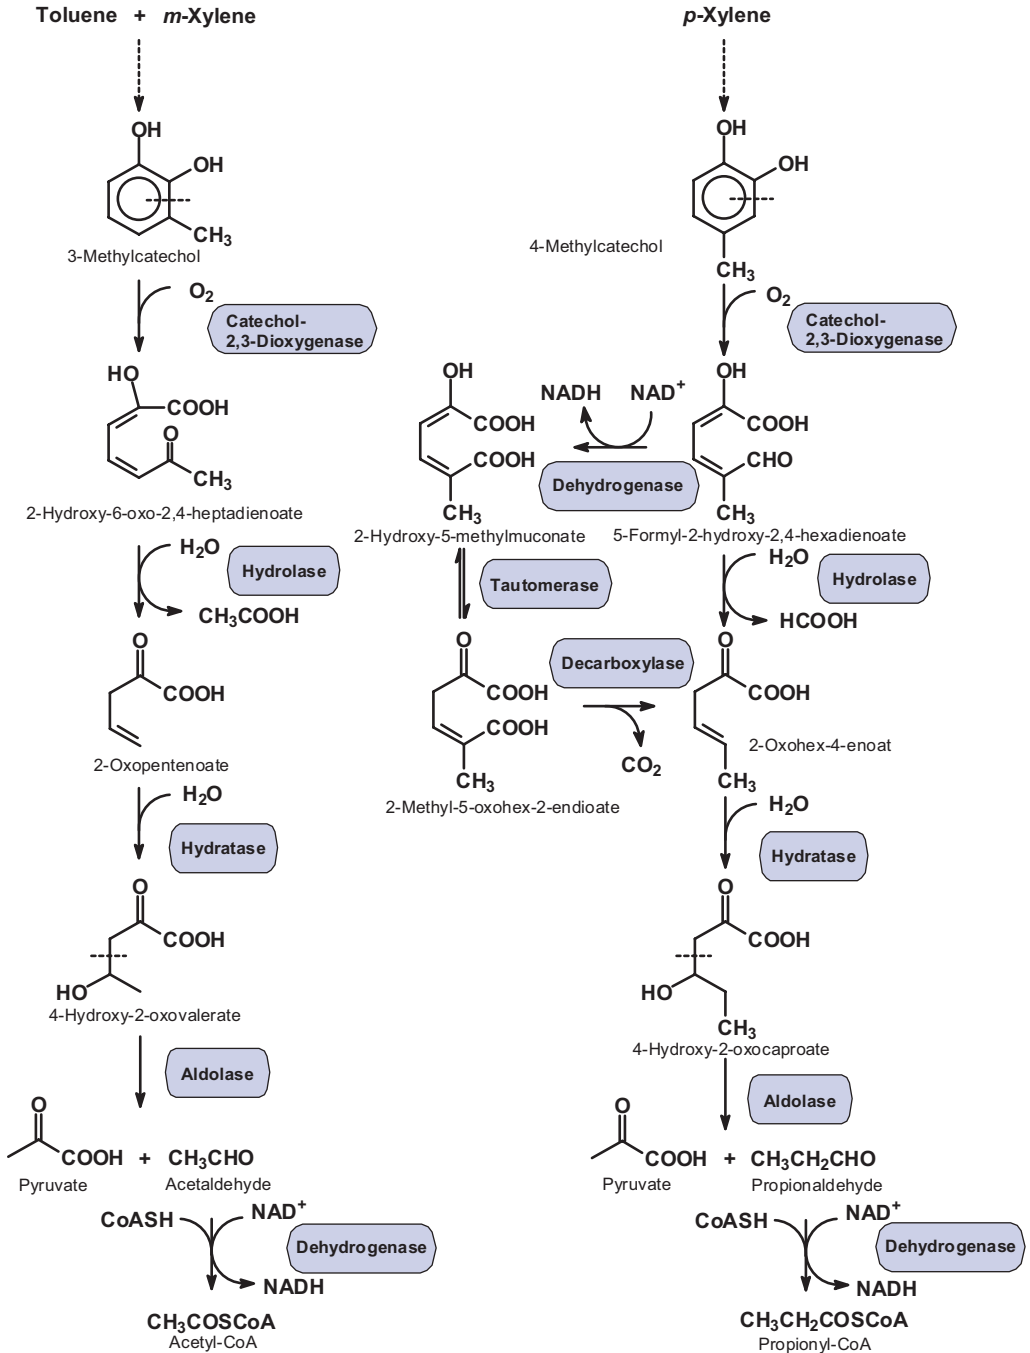 Toluene + m-Xylene
OH
OH
CH3
3-Methylcatechol
O2
Catechol-
2,3-Dioxygenase
HO
COOH
O
CH3
2-Hydroxy-6-oxo-2,4-heptadienoate
H2O
Hydrolase
CH3COOH
O
COOH
2-Oxopentenoate
H2O
Hydratase
O
COOH
HO
4-Hydroxy-2-oxovalerate
Aldolase
O
COOH + CH3CHO
Pyruvate
Acetaldehyde
CoASH
NAD+
Dehydrogenase
NADH
CH3COSCoA
Acetyl-CoA
p-Xylene
OH
OH
4-Methylcatechol
CH3
O2
Catechol-
2,3-Dioxygenase
OH
COOH
CHO
CH3
5-Formyl-2-hydroxy-2,4-hexadienoate
NADH
NAD+
Dehydrogenase
OH
COOH
COOH
CH3
2-Hydroxy-5-methylmuconate
Tautomerase
O
COOH
COOH
CH3
2-Methyl-5-oxohex-2-endioate
Decarboxylase
CO2
H2O
Hydrolase
HCOOH
O
COOH
2-Oxohex-4-enoat
CH3
H2O
Hydratase
O
COOH
HO
CH3
4-Hydroxy-2-oxocaproate
Aldolase
O
COOH + CH3CH2CHO
Pyruvate
Propionaldehyde
CoASH
NAD+
Dehydrogenase
NADH
CH3CH2COSCoA
Propionyl-CoA